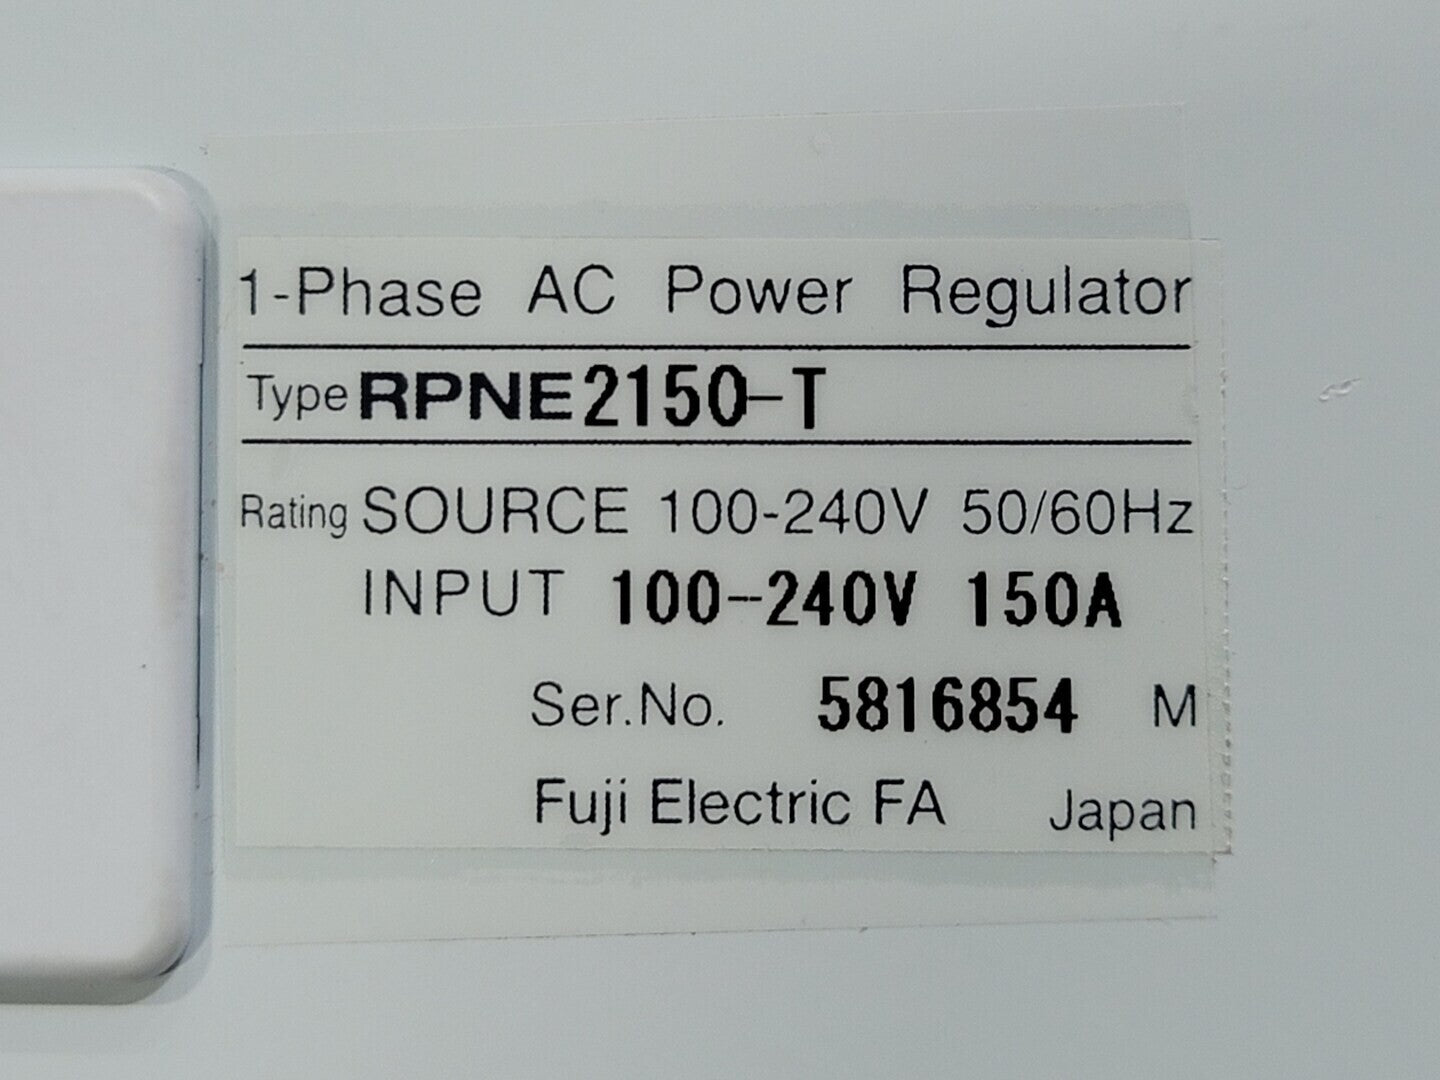 1-Phase AC Power Regulator
Type RPNE2150-T
Rating SOURCE 100-240V 50/60Hz
INPUT 100-240V 150A
Ser.No. 5816854 M
Fuji Electric FA Japan